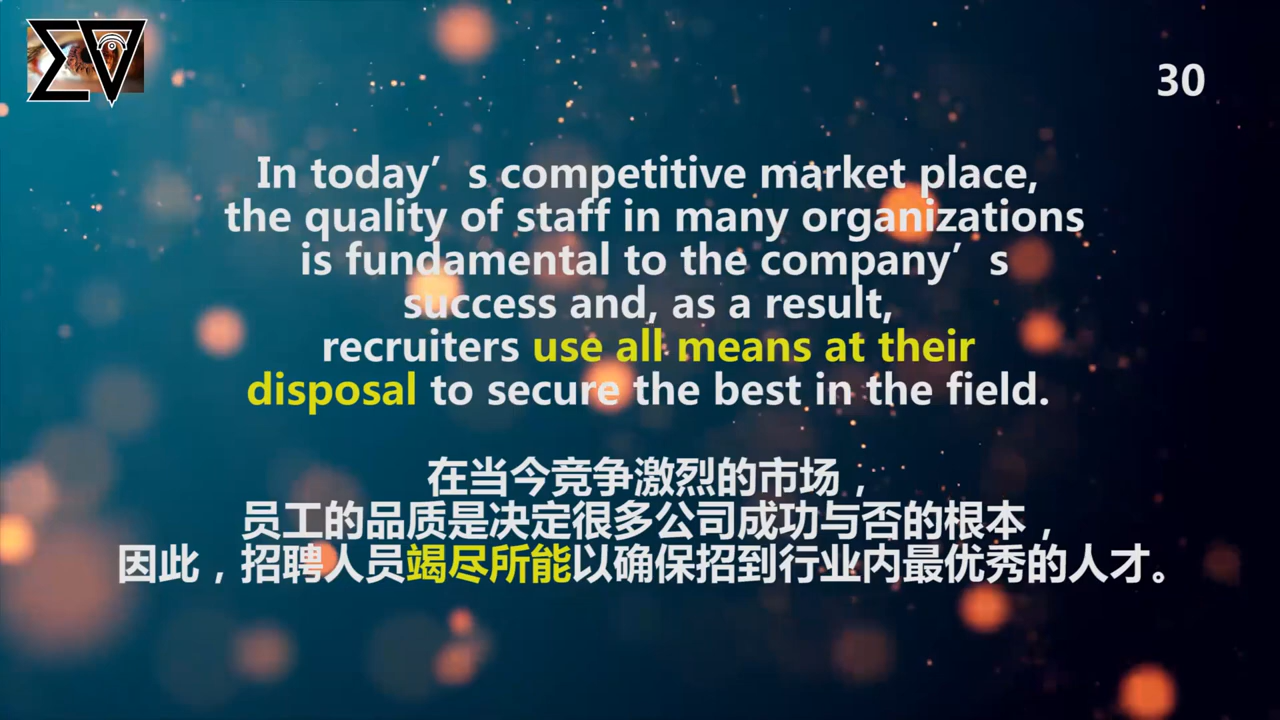 30
In today’s competitive market place,
the quality of staff in many organizations
is fundamental to the company’s
success and, as a result,
recruiters use all means at their
disposal to secure the best in the field.
在当今竞争激烈的市场，
员工的品质是决定很多公司成功与否的根本，
因此，招聘人员竭尽所能以确保招到行业内最优秀的人才。